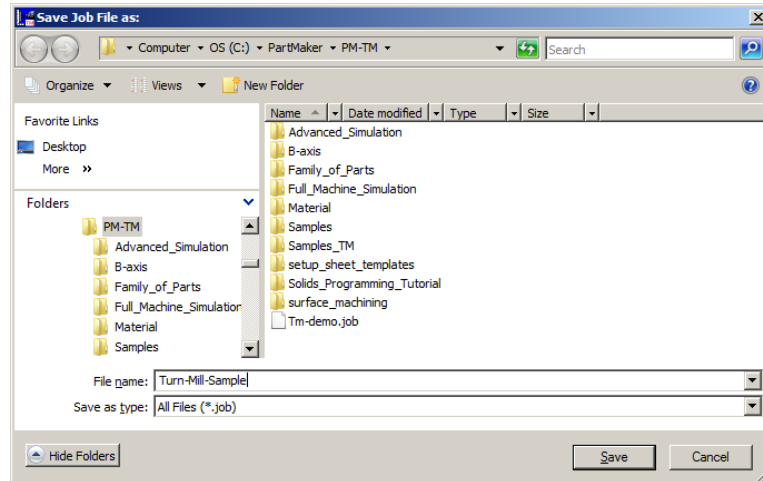 Save Job File as:
Computer OS (C:) PartMaker PM-TM Search
Organize Views New Folder
Favorite Links
Desktop
More »
Folders
PM-TM
Advanced_Simulation
B-axis
Family_of_Parts
Full_Machine_Simulation
Material
Samples
Name Date modified Type Size
Advanced_Simulation
B-axis
Family_of_Parts
Full_Machine_Simulation
Material
Samples
Samples_TM
setup_sheet_templates
Solids_Programming_Tutorial
surface_machining
Tm-demo.job
File name: Turn-Mill-Sample
Save as type: All Files (*.job)
Hide Folders Save Cancel